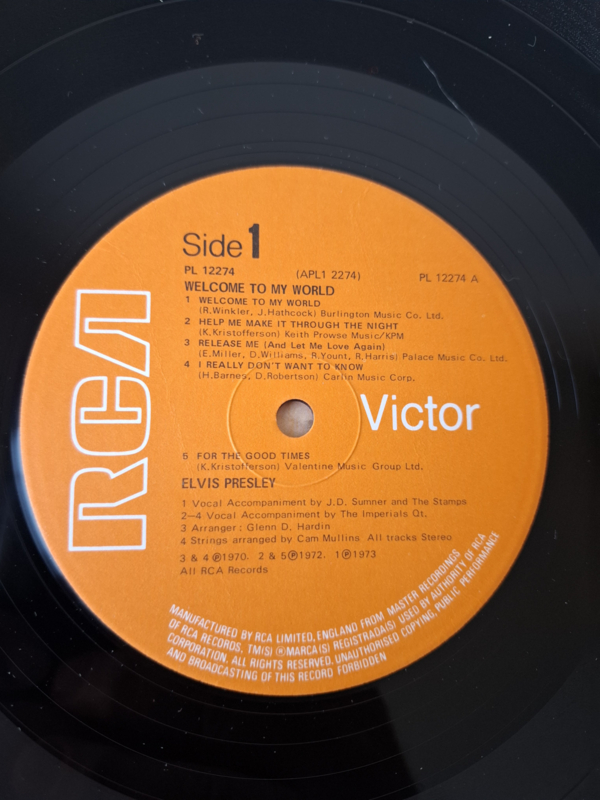 RCA
Side 1
PL 12274 (APL1 2274) PL 12274 A
WELCOME TO MY WORLD
1 WELCOME TO MY WORLD
(R.Winkler, J.Hathcock) Burlington Music Co. Ltd.
2 HELP ME MAKE IT THROUGH THE NIGHT
(K.Kristofferson) Keith Prowse Music/KPM
3 RELEASE ME (And Let Me Love Again)
(E.Miller, D.Williams, R.Yount, R.Harris) Palace Music Co. Ltd.
4 I REALLY DON'T WANT TO KNOW
(H.Barnes, D.Robertson) Carlin Music Corp.
Victor
5 FOR THE GOOD TIMES
(K.Kristofferson) Valentine Music Group Ltd.
ELVIS PRESLEY
1 Vocal Accompaniment by J.D. Sumner and The Stamps
2–4 Vocal Accompaniment by The Imperials Qt.
3 Arranger: Glenn D. Hardin
4 Strings arranged by Cam Mullins All tracks Stereo
3 & 4 ℗1970. 2 & 5℗1972. 1℗1973
All RCA Records
MANUFACTURED BY RCA LIMITED, ENGLAND FROM MASTER RECORDINGS
OF RCA RECORDS, TM(S) ®MARCA(S) REGISTRADA(S) USED BY AUTHORITY OF RCA
CORPORATION. ALL RIGHTS RESERVED. UNAUTHORISED COPYING, PUBLIC PERFORMANCE
AND BROADCASTING OF THIS RECORD FORBIDDEN